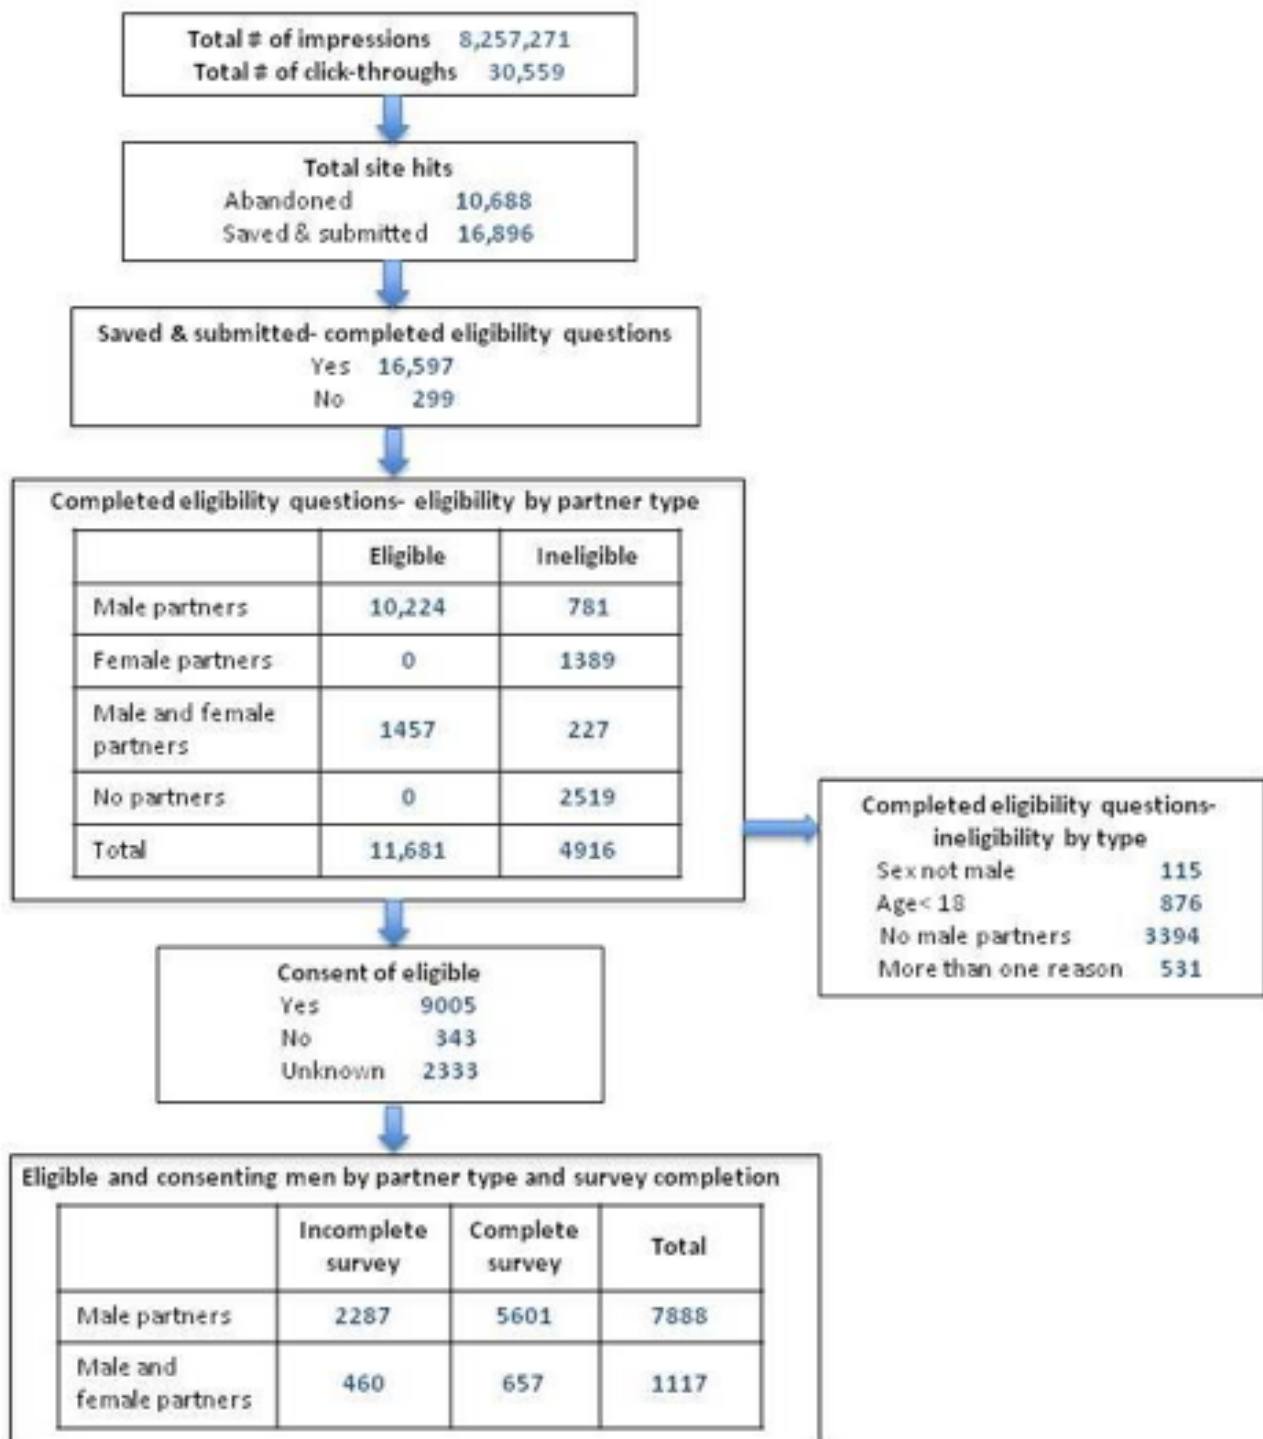 Total # of impressions 8,257,271
Total # of click-throughs 30,559
Total site hits
Abandoned 10,688
Saved & submitted 16,896
Saved & submitted- completed eligibility questions
Yes 16,597
No 299
Completed eligibility questions- eligibility by partner type
Eligible Ineligible
Male partners 10,224 781
Female partners 0 1389
Male and female
partners 1457 227
No partners 0 2519
Total 11,681 4916
Completed eligibility questions-
ineligibility by type
Sex not male 115
Age< 18 876
No male partners 3394
More than one reason 531
Consent of eligible
Yes 9005
No 343
Unknown 2333
Eligible and consenting men by partner type and survey completion
Incomplete
survey Complete
survey Total
Male partners 2287 5601 7888
Male and
female partners 460 657 1117